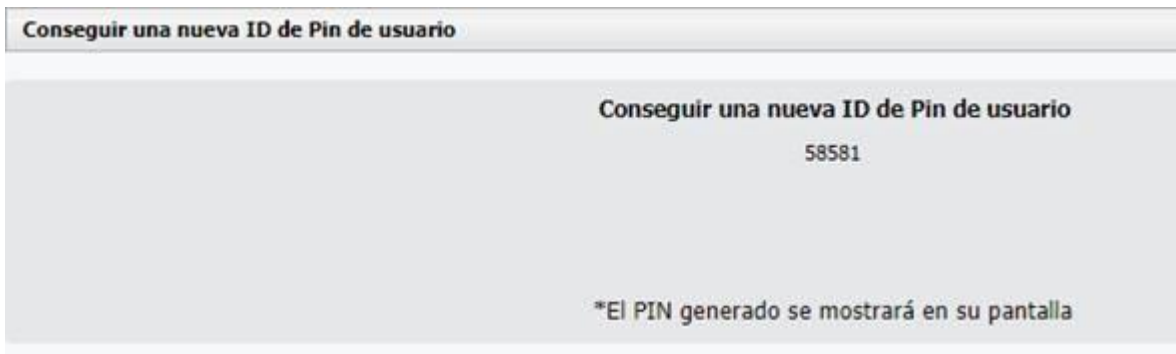 Conseguir una nueva ID de Pin de usuario
Conseguir una nueva ID de Pin de usuario
58581
*El PIN generado se mostrará en su pantalla